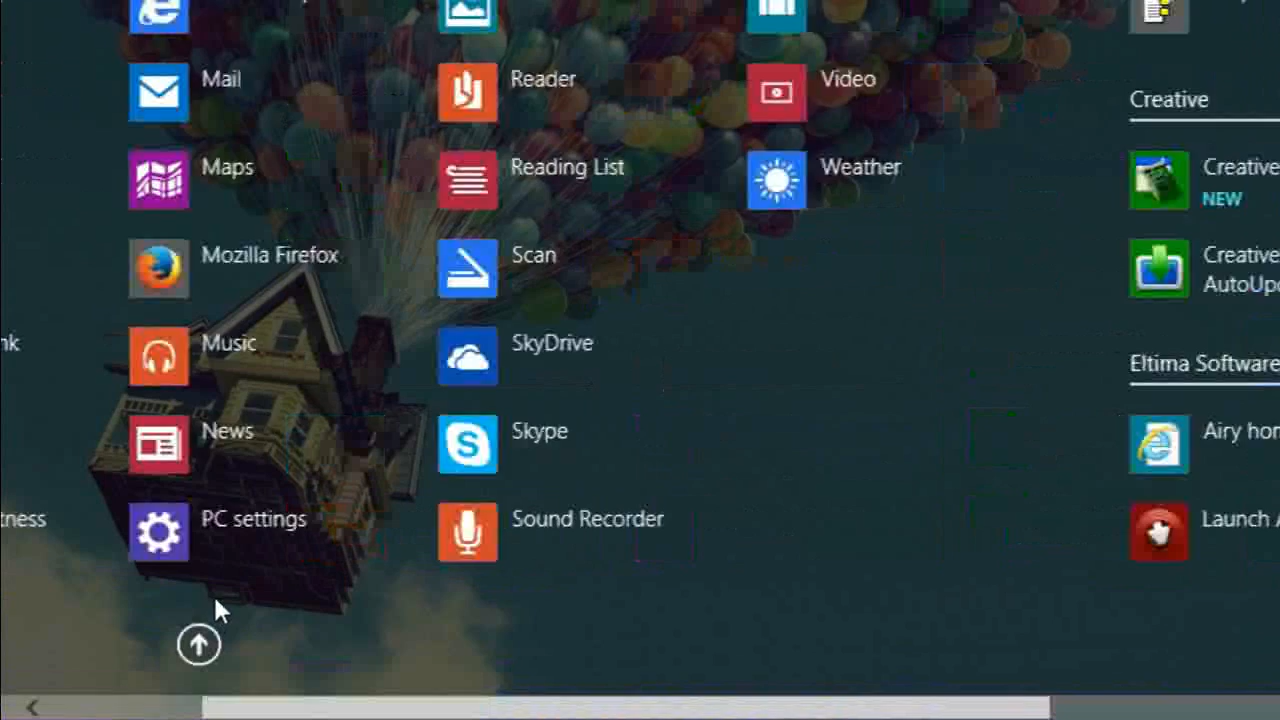 Mail
Maps
Mozilla Firefox
Music
News
PC settings
Reader
Reading List
Scan
SkyDrive
Skype
Sound Recorder
Video
Weather
Creative
Creative
NEW
Creative
AutoUp
Eltima Software
Airy
Launch